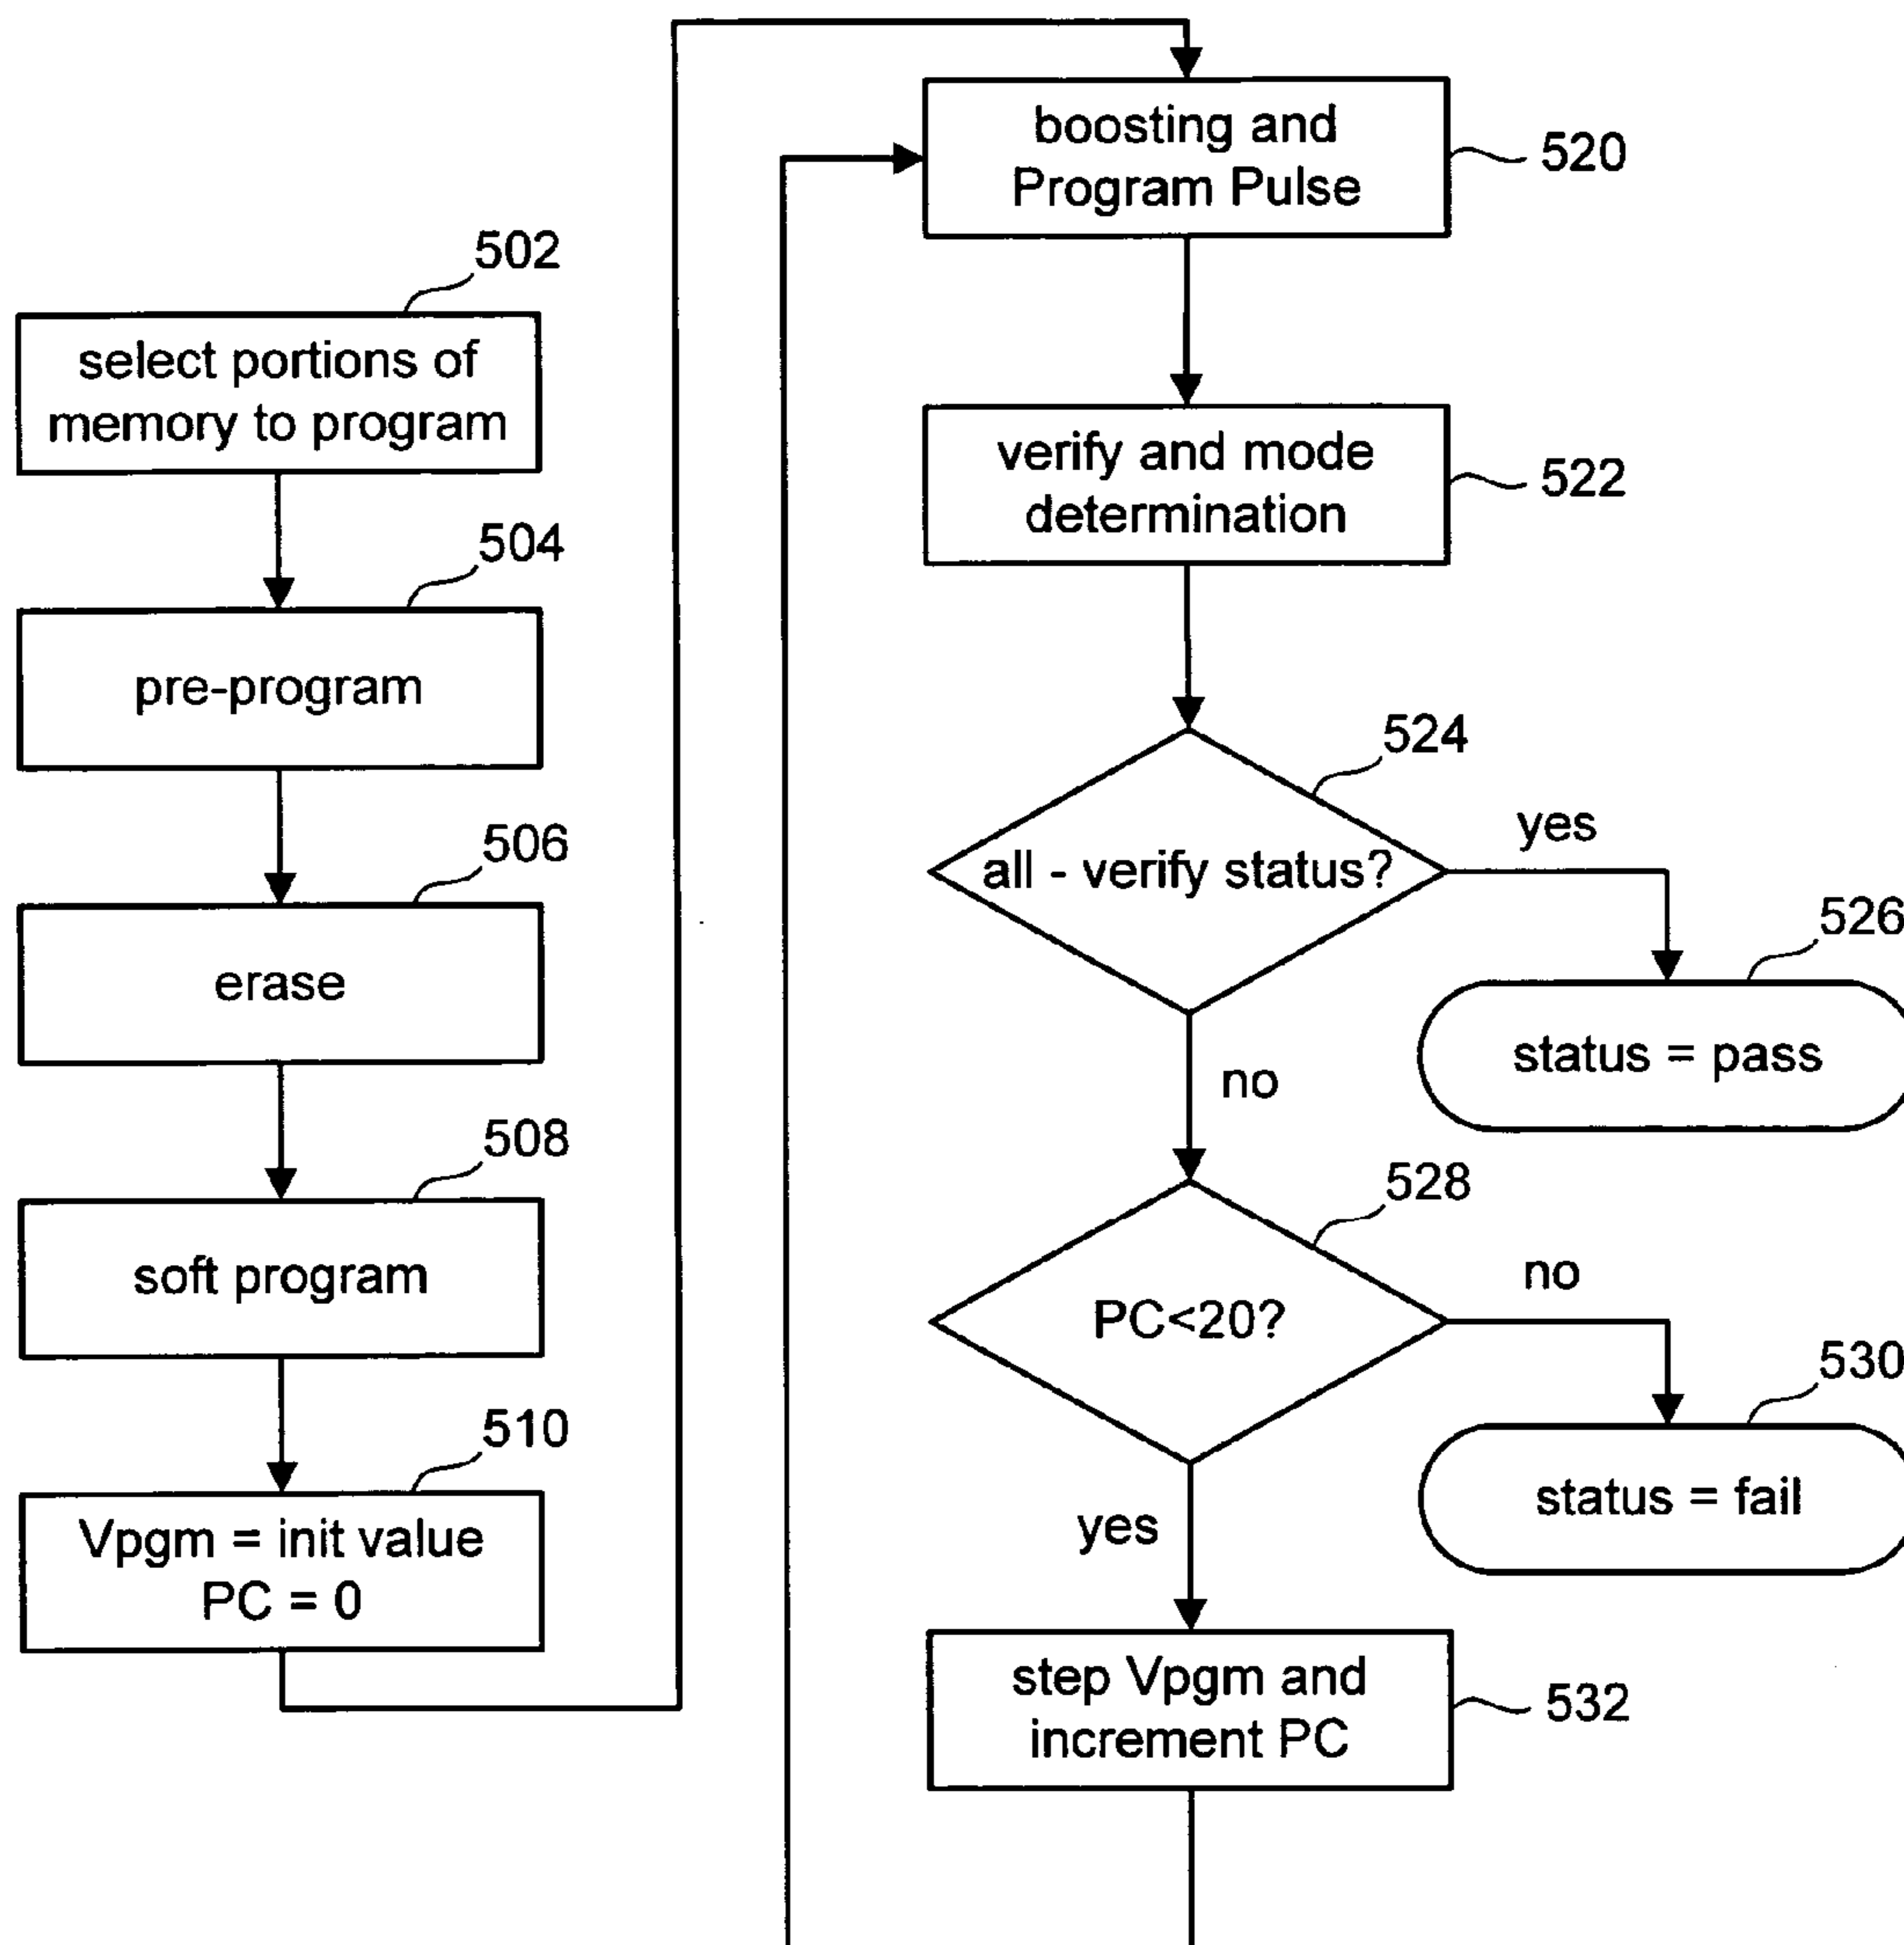 502
select portions of
memory to program
504
pre-program
506
erase
508
soft program
510
Vpgm = init value
PC = 0
boosting and
Program Pulse
520
verify and mode
determination
522
524
all - verify status?
yes
526
status = pass
no
528
PC<20?
no
530
status = fail
yes
step Vpgm and
increment PC
532